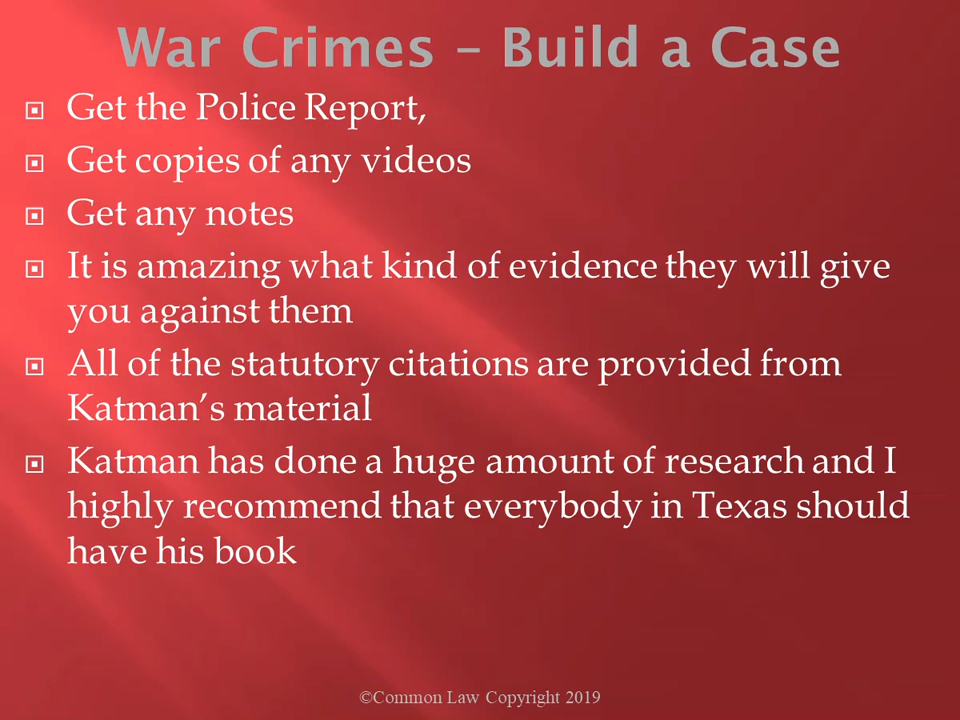 War Crimes – Build a Case
Get the Police Report,
Get copies of any videos
Get any notes
It is amazing what kind of evidence they will give
you against them
All of the statutory citations are provided from
Katman’s material
Katman has done a huge amount of research and I
highly recommend that everybody in Texas should
have his book
©Common Law Copyright 2019